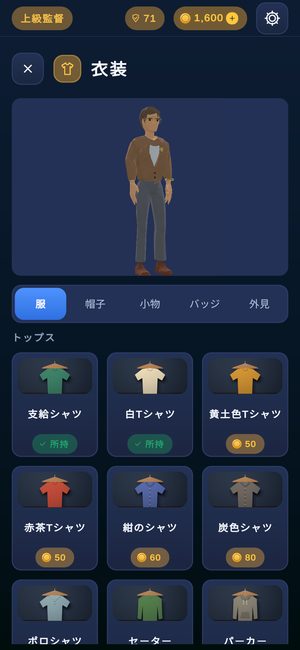 上級監督 71 1,600
衣装
服 帽子 小物 バッジ 外見
トップス
支給シャツ 白Tシャツ 黄土色Tシャツ
所持 所持 50
赤茶Tシャツ 紺のシャツ 炭色シャツ
50 60 80
ポロシャツ セーター パーカー